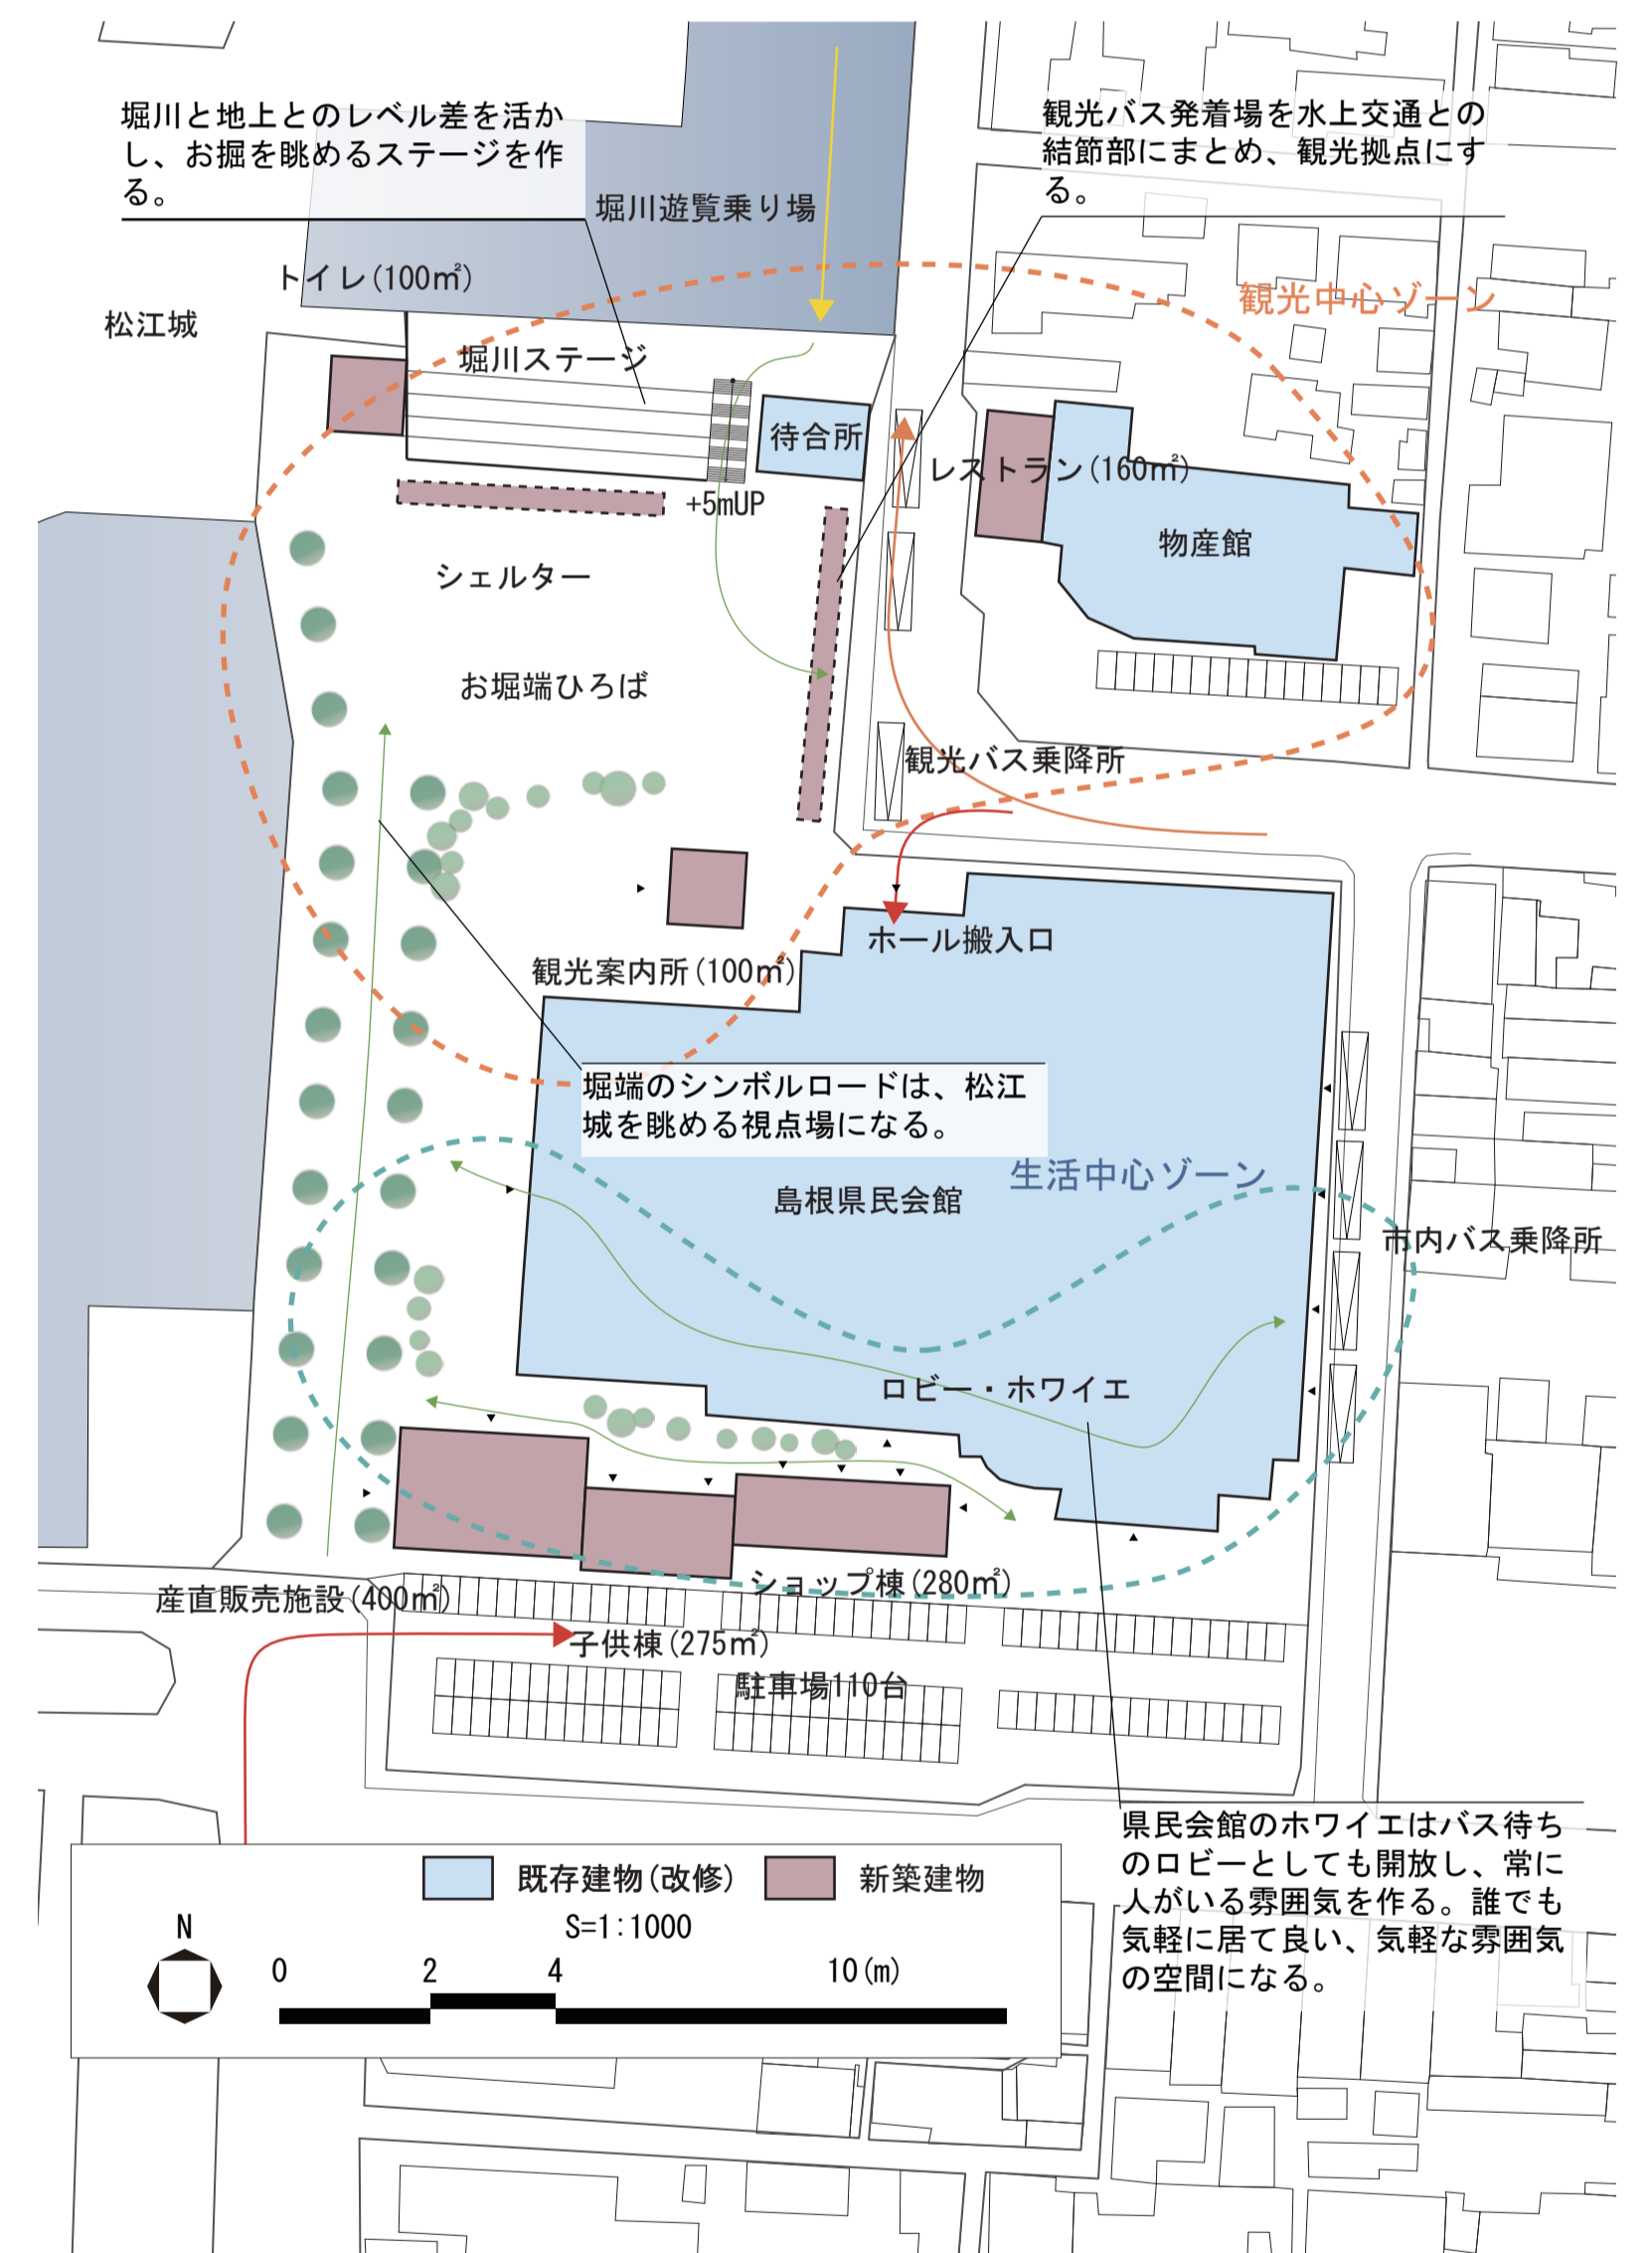 堀川と地上とのレベル差を活か
し、お掘を眺めるステージを作
る。
観光バス発着場を水上交通との
結節部にまとめ、観光拠点にす
る。
堀川遊覧乗り場
トイレ(100㎡)
松江城
観光中心ゾーン
堀川ステージ
待合所
レストラン(160㎡)
+5mUP
物産館
シェルター
お堀端ひろば
観光バス乗降所
ホール搬入口
観光案内所(100㎡)
堀端のシンボルロードは、松江
城を眺める視点場になる。
生活中心ゾーン
島根県民会館
市内バス乗降所
ロビー・ホワイエ
ショップ棟(280㎡)
産直販売施設(400㎡)
子供棟(275㎡)
駐車場110台
県民会館のホワイエはバス待ち
のロビーとしても開放し、常に
人がいる雰囲気を作る。誰でも
気軽に居て良い、気軽な雰囲気
の空間になる。
既存建物(改修) 新築建物
S=1:1000
N
0 2 4 10(m)